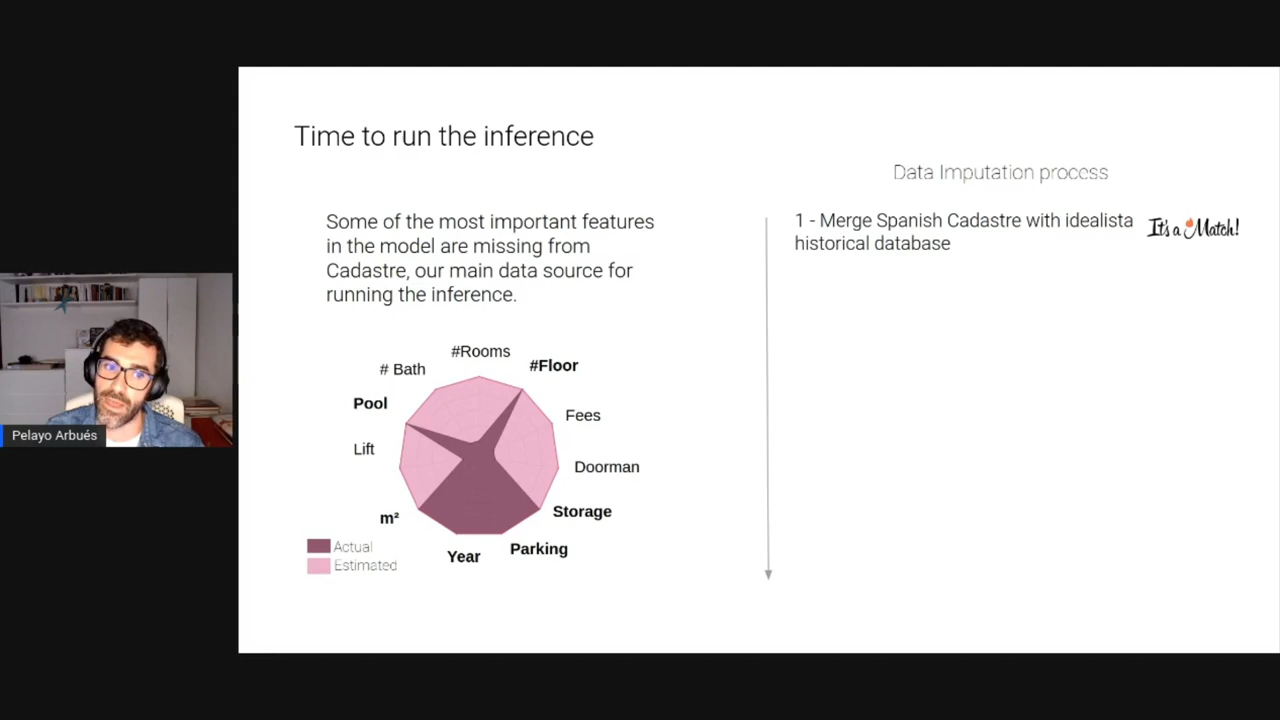 Time to run the inference
Data Imputation process
Some of the most important features
in the model are missing from
Cadastre, our main data source for
running the inference.
1 - Merge Spanish Cadastre with idealista
historical database
It's a Match!
#Rooms
#Floor
# Bath
Pool
Fees
Lift
Doorman
m²
Storage
Year
Parking
Actual
Estimated
Pelayo Arbués